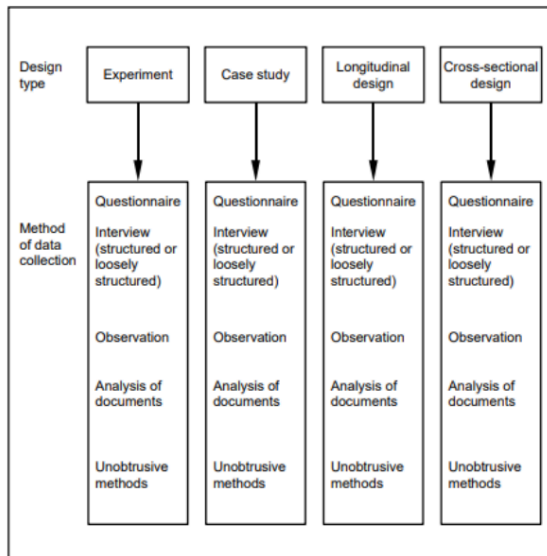 Design
type
Experiment
Case study
Longitudinal
design
Cross-sectional
design
Method
of data
collection
Questionnaire
Interview
(structured or
loosely
structured)
Observation
Analysis of
documents
Unobtrusive
methods
Questionnaire
Interview
(structured or
loosely
structured)
Observation
Analysis of
documents
Unobtrusive
methods
Questionnaire
Interview
(structured or
loosely
structured)
Observation
Analysis of
documents
Unobtrusive
methods
Questionnaire
Interview
(structured or
loosely
structured)
Observation
Analysis of
documents
Unobtrusive
methods